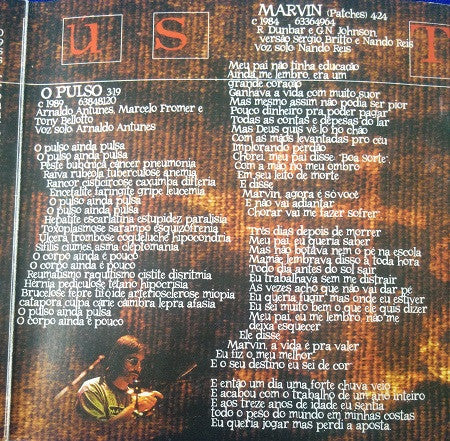 U S T
O PULSO 3:19
c 1989 63848120
Arnaldo Antunes, Marcelo Fromer e
Tony Bellotto
Voz solo Arnaldo Antunes
O pulso ainda pulsa
O pulso ainda pulsa
Peste bubônica câncer pneumonia
Raiva rubéola tuberculose anemia
Rancor cisticircose caxumba difteria
Encefalite faringite gripe leucemia
O pulso ainda pulsa
O pulso ainda pulsa
Hepatite escarlatina estupidez paralisia
Toxoplasmose sarampo esquizofrenia
Úlcera trombose coqueluche hipocondria
Sífilis ciúmes asma cleptomania
O corpo ainda é pouco
O corpo ainda é pouco
Reumatismo raquitismo cistite disritmia
Hérnia pediculose tétano hipocrisia
Brucelose febre tifóide arteriosclerose miopia
Catapora culpa cárie câimbra lepra afasia
O pulso ainda pulsa
O corpo ainda é pouco
MARVIN (Patches) 4:24
c 1984 63364964
R. Dunbar e G.N. Johnson
versão Sérgio Britto e Nando Reis
Voz solo Nando Reis
Meu pai não tinha educação
Ainda me lembro, era um
grande coração
Ganhava a vida com muito suor
Mas mesmo assim não podia ser pior
Pouco dinheiro pra poder pagar
Todas as contas e despesas do lar
Mas Deus quis vê-lo no chão
Com as mãos levantadas pro céu
Implorando perdão
Chorei, meu pai disse: "Boa sorte",
Com a mão no meu ombro
Em seu leito de morte
E disse
Marvin, agora é só você
E não vai adiantar
Chorar vai me fazer sofrer
Três dias depois de morrer
Meu pai, eu queria saber
Mas não botava nem o pé na escola
Mamãe lembrava disso à toda hora
Todo dia antes do sol sair
Eu trabalhava sem me distrair
Às vezes acho que não vai dar pé
Eu queria fugir, mas onde eu estiver
Eu sei muito bem o que ele quis dizer
Meu pai, eu me lembro, não me
deixa esquecer
Ele disse
Marvin, a vida é pra valer
Eu fiz o meu melhor
E o seu destino eu sei de cor
E então um dia uma forte chuva veio
E acabou com o trabalho de um ano inteiro
E aos treze anos de idade eu sentia
todo o peso do mundo em minhas costas
Eu queria jogar mas perdi a aposta